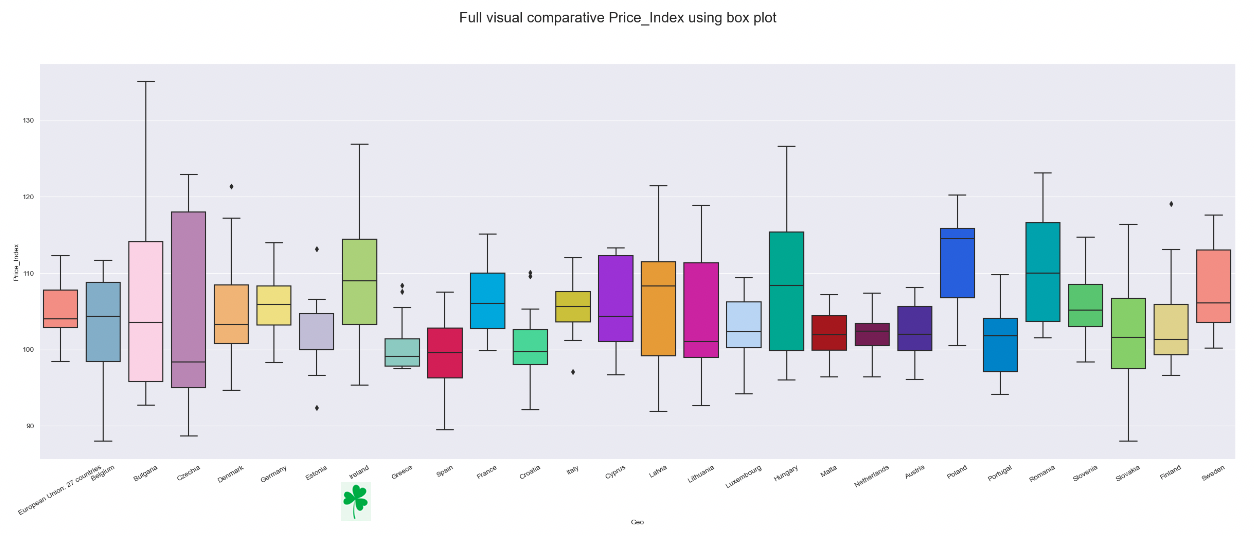 Full visual comparative Price_Index using box plot
130
120
110
100
90
Price_Index
European Union, 27 countries
Belgium
Bulgaria
Czechia
Denmark
Germany
Estonia
Ireland
Greece
Spain
France
Croatia
Italy
Cyprus
Latvia
Lithuania
Luxembourg
Hungary
Malta
Netherlands
Austria
Poland
Portugal
Romania
Slovenia
Slovakia
Finland
Sweden
Geo